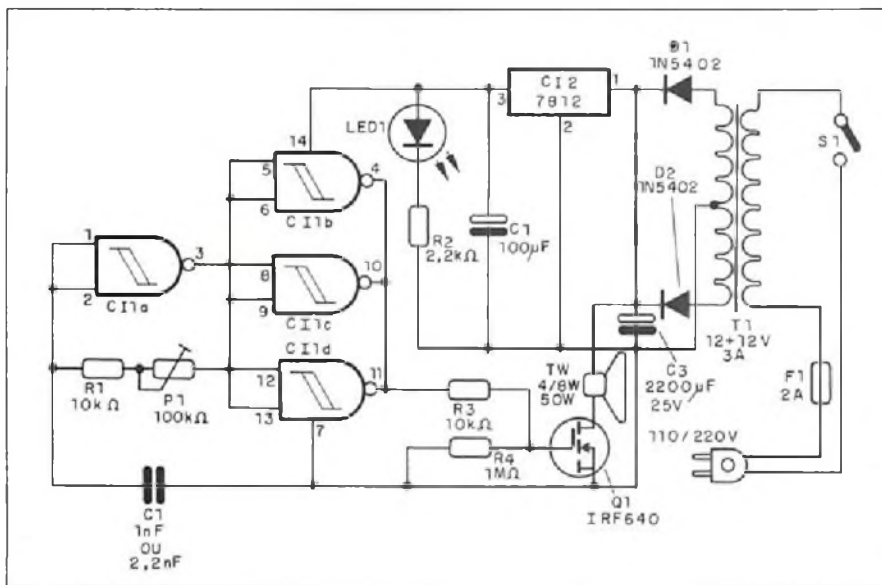 D1
1N5402
CI2
7812
3
1
2
LED1
14
5
6
4
CI1b
S1
D2
1N5402
R2
2,2kΩ
C1
100µF
1
2
3
CI1a
8
9
10
CI1c
CI1d
12
13
11
7
R1
10kΩ
P1
100kΩ
R3
10kΩ
R4
1MΩ
TW
4/8W
50W
C3
2200µF
25V
T1
12+12V
3A
F1
2A
110/220V
Q1
IRF640
C1
1nF
OU
2,2nF